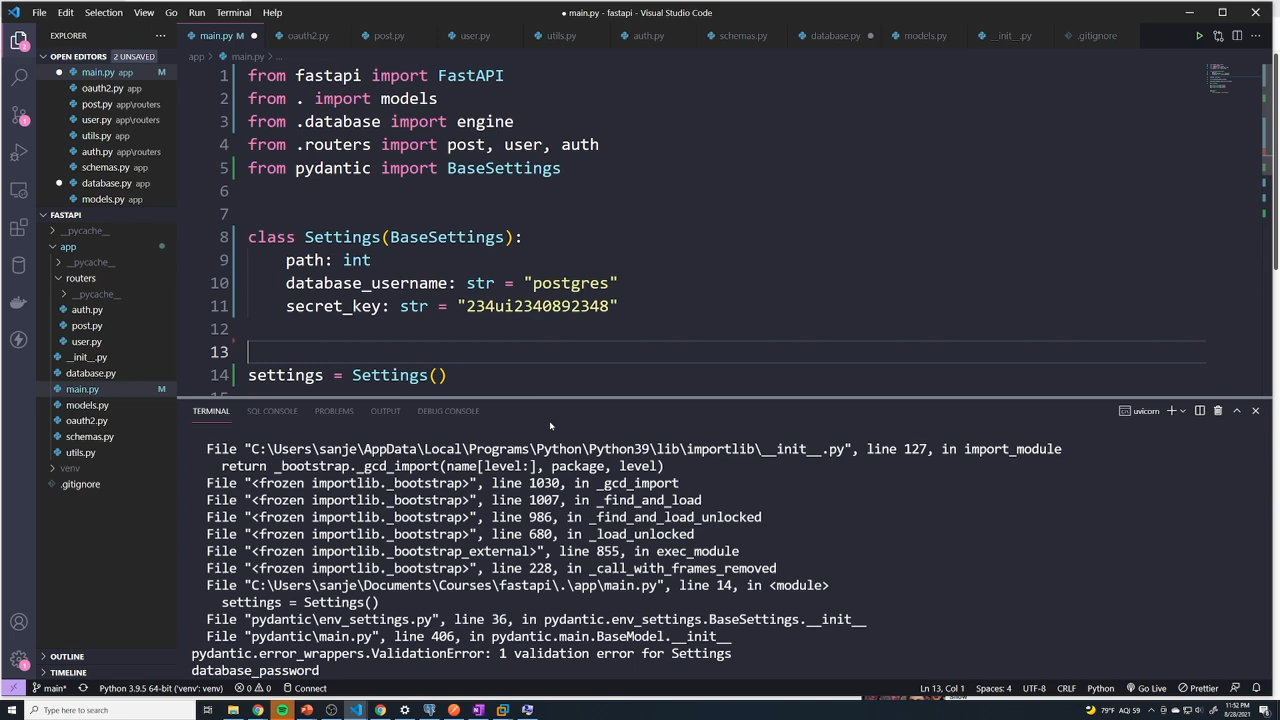 File Edit Selection View Go Run Terminal Help
● main.py - fastapi - Visual Studio Code
EXPLORER
OPEN EDITORS 2 UNSAVED
main.py app M
oauth2.py app
post.py app\routers
user.py app\routers
utils.py app
auth.py app\routers
schemas.py app
database.py app
models.py app
FASTAPI
__pycache__
app
__pycache__
routers
__pycache__
auth.py
post.py
user.py
__init__.py
database.py
main.py M
models.py
oauth2.py
schemas.py
utils.py
venv
.gitignore
OUTLINE
TIMELINE
main.py M oauth2.py post.py user.py utils.py auth.py schemas.py database.py models.py __init__.py .gitignore
app > main.py > ...
1 from fastapi import FastAPI
2 from . import models
3 from .database import engine
4 from .routers import post, user, auth
5 from pydantic import BaseSettings
6
7
8 class Settings(BaseSettings):
9 path: int
10 database_username: str = "postgres"
11 secret_key: str = "234ui2340892348"
12
13
14 settings = Settings()
TERMINAL SQL CONSOLE PROBLEMS OUTPUT DEBUG CONSOLE
uvicorn
File "C:\Users\sanje\AppData\Local\Programs\Python\Python39\lib\importlib\__init__.py", line 127, in import_module
return _bootstrap._gcd_import(name[level:], package, level)
File "<frozen importlib._bootstrap>", line 1030, in _gcd_import
File "<frozen importlib._bootstrap>", line 1007, in _find_and_load
File "<frozen importlib._bootstrap>", line 986, in _find_and_load_unlocked
File "<frozen importlib._bootstrap>", line 680, in _load_unlocked
File "<frozen importlib._bootstrap_external>", line 855, in exec_module
File "<frozen importlib._bootstrap>", line 228, in _call_with_frames_removed
File "C:\Users\sanje\Documents\Courses\fastapi\.\app\main.py", line 14, in <module>
settings = Settings()
File "pydantic\env_settings.py", line 36, in pydantic.env_settings.BaseSettings.__init__
File "pydantic\main.py", line 406, in pydantic.main.BaseModel.__init__
pydantic.error_wrappers.ValidationError: 1 validation error for Settings
database_password
main* Python 3.9.5 64-bit ('venv': venv) 0 0 Connect
Ln 13, Col 1 Spaces: 4 UTF-8 CRLF Python Go Live Prettier
Type here to search
79°F AQI 59
11:52 PM
8/28/2021